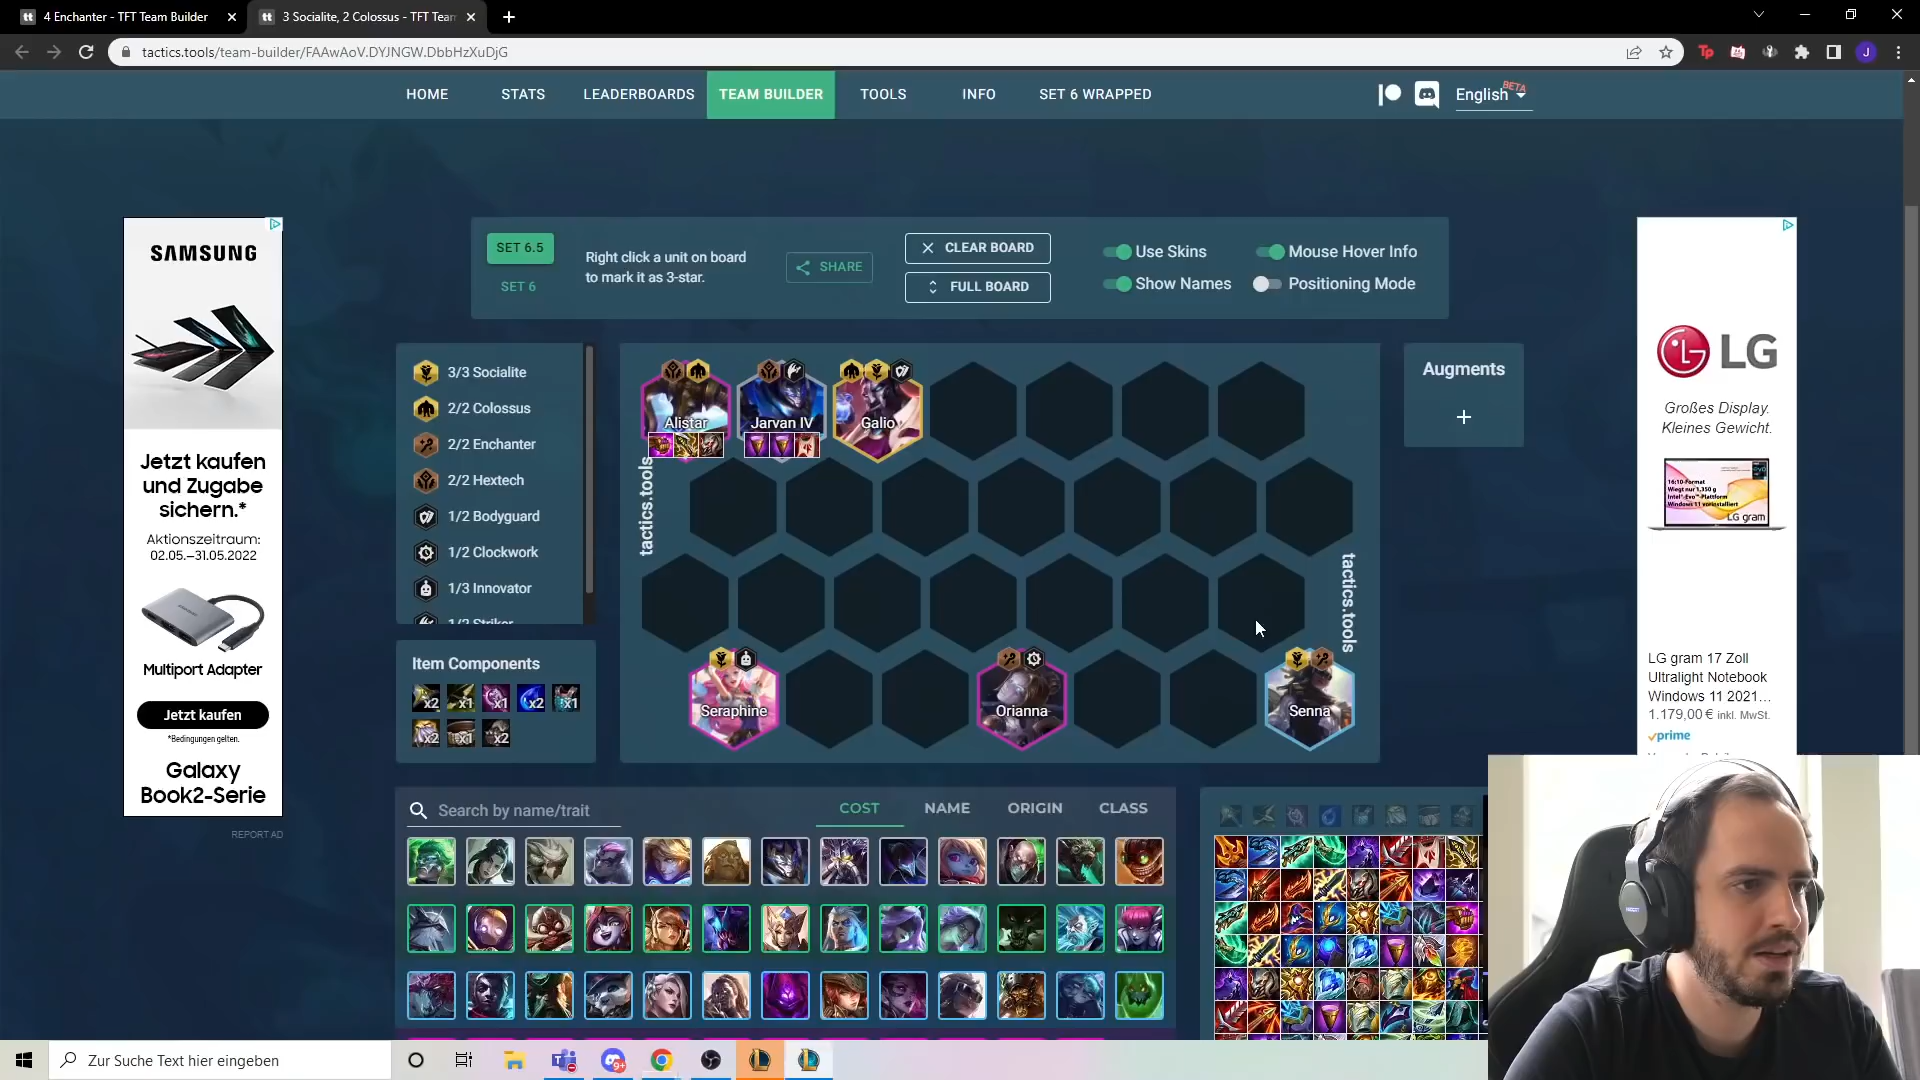 4 Enchanter - TFT Team Builder
3 Socialite, 2 Colossus - TFT Team
tactics.tools/team-builder/FAAwAoV.DYJNGW.DbbHzXuDjG
HOME
STATS
LEADERBOARDS
TEAM BUILDER
TOOLS
INFO
SET 6 WRAPPED
English
BETA
SET 6.5
SET 6
Right click a unit on board
to mark it as 3-star.
SHARE
CLEAR BOARD
FULL BOARD
Use Skins
Mouse Hover Info
Show Names
Positioning Mode
SAMSUNG
Jetzt kaufen
und Zugabe
sichern.*
Aktionszeitraum:
02.05.–31.05.2022
Multiport Adapter
Jetzt kaufen
*Bedingungen gelten.
Galaxy
Book2-Serie
REPORT AD
3/3 Socialite
2/2 Colossus
2/2 Enchanter
2/2 Hextech
1/2 Bodyguard
1/2 Clockwork
1/3 Innovator
1/2 Striker
Item Components
x2
x1
x1
x2
x1
x2
x1
x2
Alistar
Jarvan IV
Galio
tactics.tools
tactics.tools
Seraphine
Orianna
Senna
Augments
+
Search by name/trait
COST
NAME
ORIGIN
CLASS
LG
Großes Display.
Kleines Gewicht.
LG gram
LG gram 17 Zoll
Ultralight Notebook
Windows 11 2021...
1.179,00 € inkl. MwSt.
prime
Zur Suche Text hier eingeben
9+
Tp
J